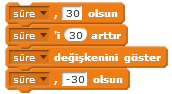 süre , 30 olsun
süre 'i 30 arttır
süre değişkenini göster
süre , -30 olsun